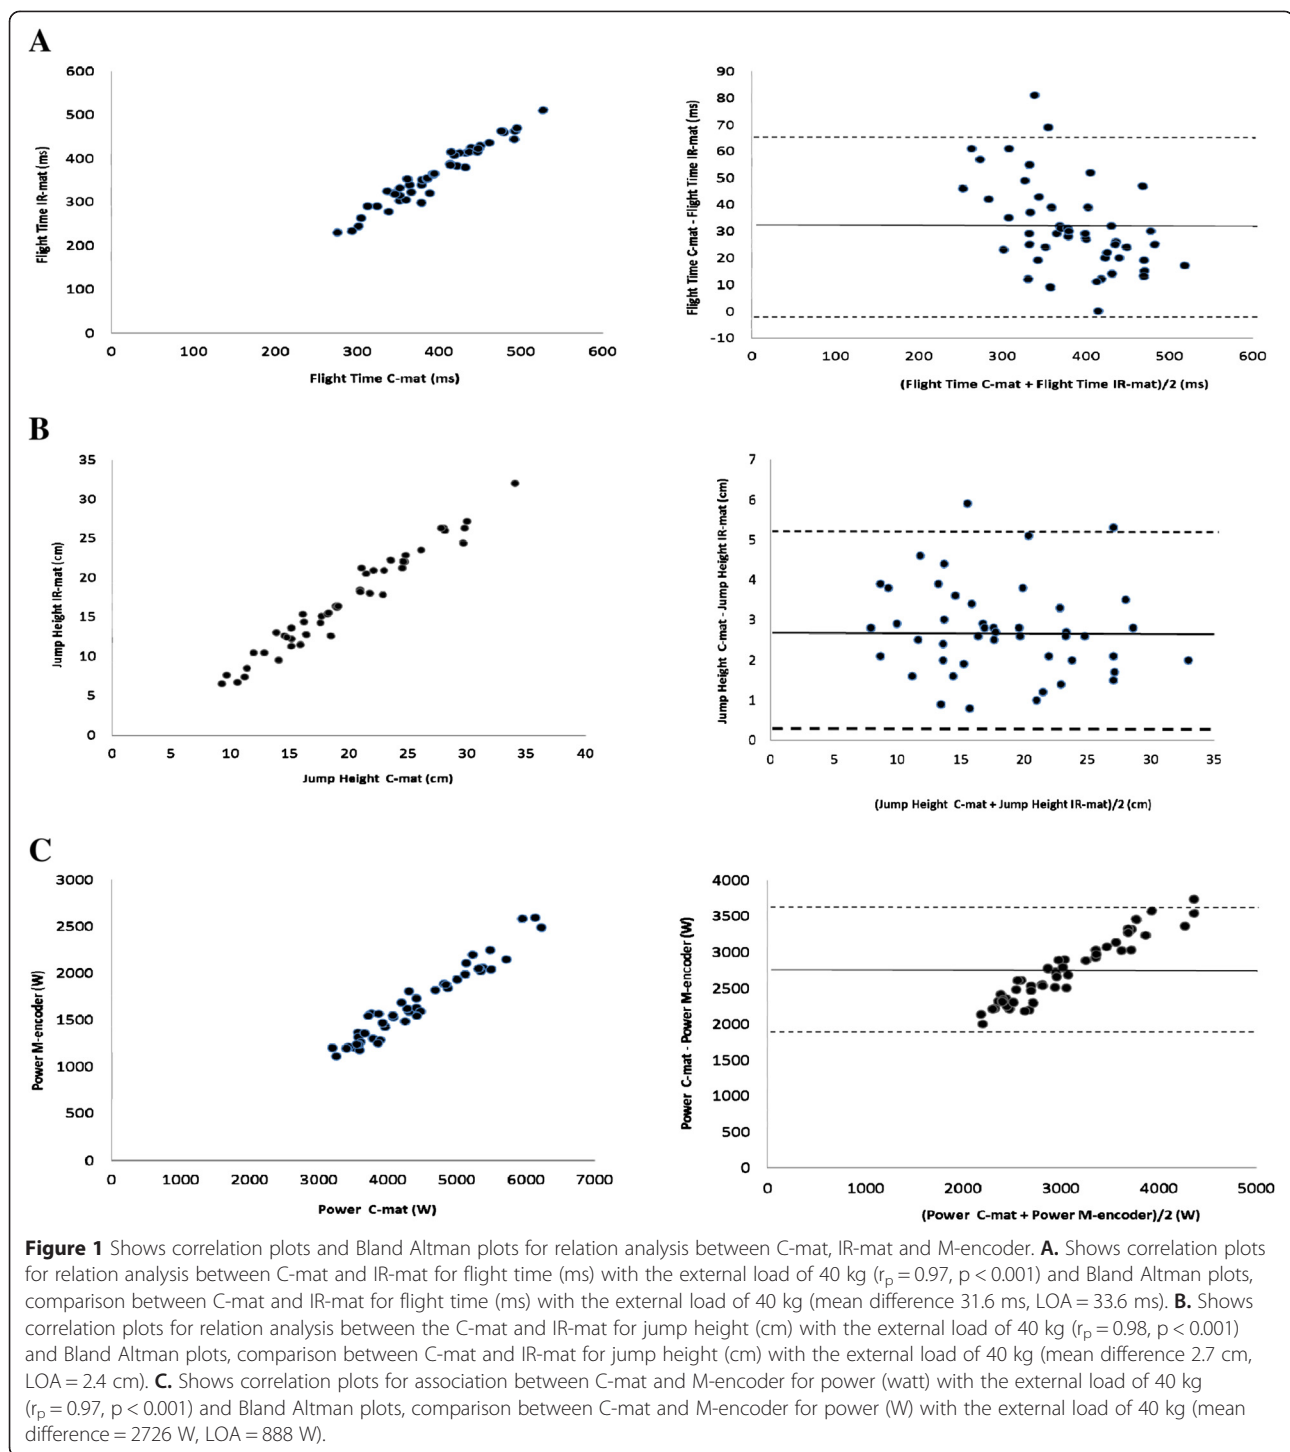 A
600
500
400
300
200
100
0
0 100 200 300 400 500 600
Flight Time IR-mat (ms)
Flight Time C-mat (ms)
90
80
70
60
50
40
30
20
10
0
-10
0 100 200 300 400 500 600
Flight Time C-mat - Flight Time IR-mat (ms)
(Flight Time C-mat + Flight Time IR-mat)/2 (ms)
B
35
30
25
20
15
10
5
0
0 5 10 15 20 25 30 35 40
Jump Height IR-mat (cm)
Jump Height C-mat (cm)
7
6
5
4
3
2
1
0
0 5 10 15 20 25 30 35
Jump Height C-mat - Jump Height IR-mat (cm)
(Jump Height C-mat + Jump Height IR-mat)/2 (cm)
C
3000
2500
2000
1500
1000
500
0
0 1000 2000 3000 4000 5000 6000 7000
Power M-encoder (W)
Power C-mat (W)
4000
3500
3000
2500
2000
1500
1000
500
0
0 1000 2000 3000 4000 5000
Power C-mat - Power M-encoder (W)
(Power C-mat + Power M-encoder)/2 (W)
Figure 1 Shows correlation plots and Bland Altman plots for relation analysis between C-mat, IR-mat and M-encoder. A. Shows correlation plots
for relation analysis between C-mat and IR-mat for flight time (ms) with the external load of 40 kg (rp = 0.97, p < 0.001) and Bland Altman plots,
comparison between C-mat and IR-mat for flight time (ms) with the external load of 40 kg (mean difference 31.6 ms, LOA = 33.6 ms). B. Shows
correlation plots for relation analysis between the C-mat and IR-mat for jump height (cm) with the external load of 40 kg (rp = 0.98, p < 0.001)
and Bland Altman plots, comparison between C-mat and IR-mat for jump height (cm) with the external load of 40 kg (mean difference 2.7 cm,
LOA = 2.4 cm). C. Shows correlation plots for association between C-mat and M-encoder for power (watt) with the external load of 40 kg
(rp = 0.97, p < 0.001) and Bland Altman plots, comparison between C-mat and M-encoder for power (W) with the external load of 40 kg (mean
difference = 2726 W, LOA = 888 W).